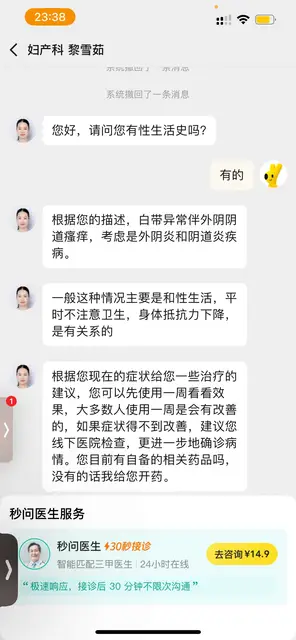 23:38
妇产科 黎雪茹
系统撤回了一条消息
系统撤回了一条消息
您好，请问您有性生活史吗?
有的
根据您的描述，白带异常伴外阴阴
道瘙痒，考虑是外阴炎和阴道炎疾
病。
一般这种情况主要是和性生活，平
时不注意卫生，身体抵抗力下降，
是有关系的
根据您现在的症状给您一些治疗的
建议，您可以先使用一周看看效
果，大多数人使用一周是会有改善
的，如果症状得不到改善，建议您
线下医院检查，更进一步地确诊病
情。您目前有自备的相关药品吗，
没有的话我给您开药。
1
秒问医生服务
秒问医生 30秒接诊
智能匹配三甲医生 | 24小时在线
去咨询 ¥14.9
“极速响应，接诊后 30 分钟不限次沟通”